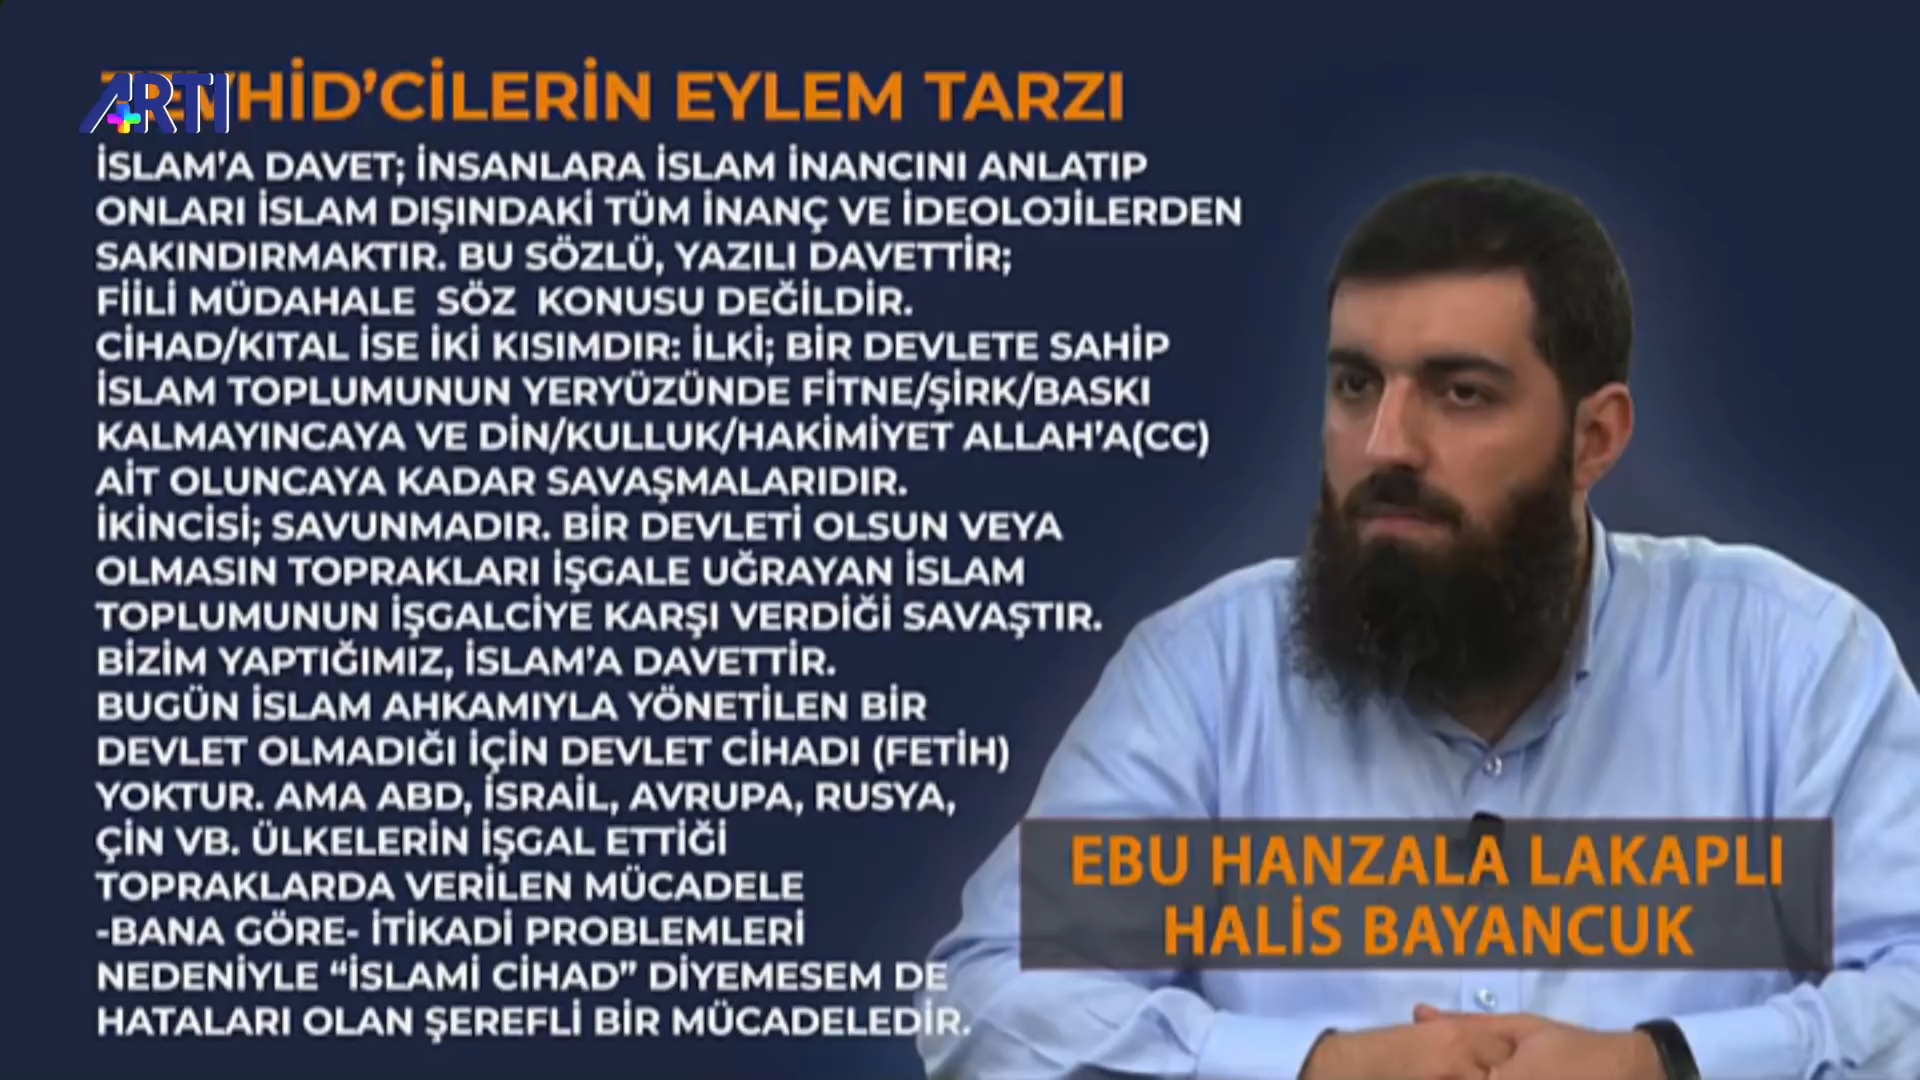 ARTI
TEVHİD’CİLERİN EYLEM TARZI
İSLAM’A DAVET; İNSANLARA İSLAM İNANCINI ANLATIP
ONLARI İSLAM DIŞINDAKİ TÜM İNANÇ VE İDEOLOJİLERDEN
SAKINDIRMAKTIR. BU SÖZLÜ, YAZILI DAVETTİR;
FİİLİ MÜDAHALE SÖZ KONUSU DEĞİLDİR.
CİHAD/KITAL İSE İKİ KISIMDIR: İLKİ; BİR DEVLETE SAHİP
İSLAM TOPLUMUNUN YERYÜZÜNDE FİTNE/ŞİRK/BASKI
KALMAYINCAYA VE DİN/KULLUK/HAKİMİYET ALLAH’A(CC)
AİT OLUNCAYA KADAR SAVAŞMALARIDIR.
İKİNCİSİ; SAVUNMADIR. BİR DEVLETİ OLSUN VEYA
OLMASIN TOPRAKLARI İŞGALE UĞRAYAN İSLAM
TOPLUMUNUN İŞGALCİYE KARŞI VERDİĞİ SAVAŞTIR.
BİZİM YAPTIĞIMIZ, İSLAM’A DAVETTİR.
BUGÜN İSLAM AHKAMIYLA YÖNETİLEN BİR
DEVLET OLMADIĞI İÇİN DEVLET CİHADI (FETİH)
YOKTUR. AMA ABD, İSRAİL, AVRUPA, RUSYA,
ÇİN VB. ÜLKELERİN İŞGAL ETTİĞİ
TOPRAKLARDA VERİLEN MÜCADELE
-BANA GÖRE- İTİKADİ PROBLEMLERİ
NEDENİYLE “İSLAMİ CİHAD” DİYEMESEM DE
HATALARI OLAN ŞEREFLİ BİR MÜCADELEDİR.
EBU HANZALA LAKAPLI
HALİS BAYANCUK